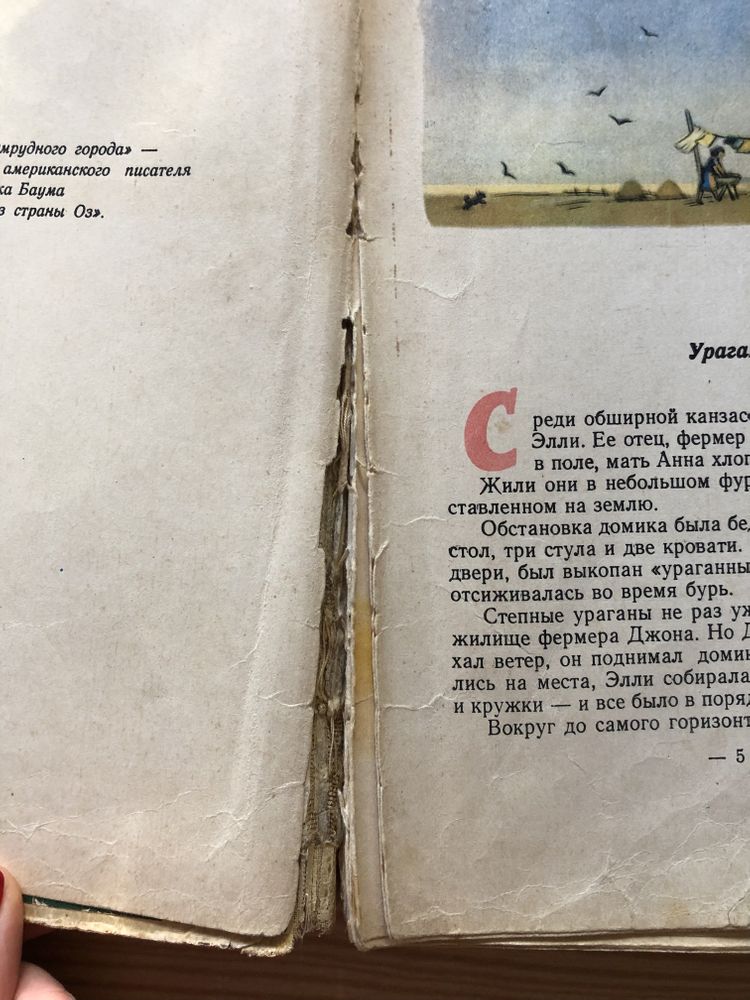 мрудного города» —
американского писателя
ка Баума
з страны Оз».
Урага
Среди обширной канзас
Элли. Ее отец, фермер
в поле, мать Анна хлоп
Жили они в небольшом фур
ставленном на землю.
Обстановка домика была бед
стол, три стула и две кровати.
двери, был выкопан «ураганны
отсиживалась во время бурь.
Степные ураганы не раз уж
жилище фермера Джона. Но Д
хал ветер, он поднимал домик
лись на места, Элли собирала
и кружки — и все было в поряд
Вокруг до самого горизонт
— 5